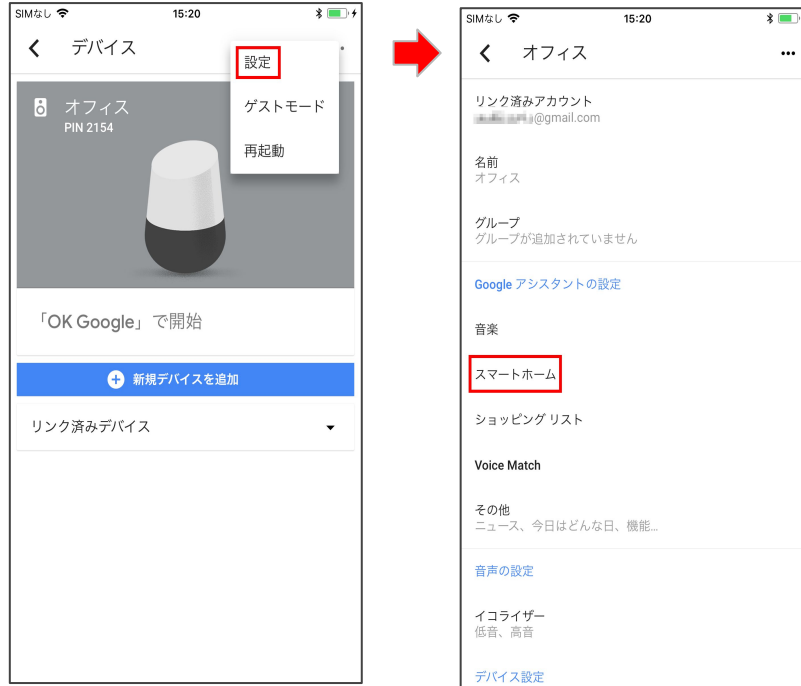 SIMなし 15:20
デバイス
設定
ゲストモード
再起動
オフィス
PIN 2154
「OK Google」で開始
新規デバイスを追加
リンク済みデバイス
SIMなし 15:20
オフィス
リンク済みアカウント
@gmail.com
名前
オフィス
グループ
グループが追加されていません
Google アシスタントの設定
音楽
スマートホーム
ショッピング リスト
Voice Match
その他
ニュース、今日はどんな日、機能...
音声の設定
イコライザー
低音、高音
デバイス設定